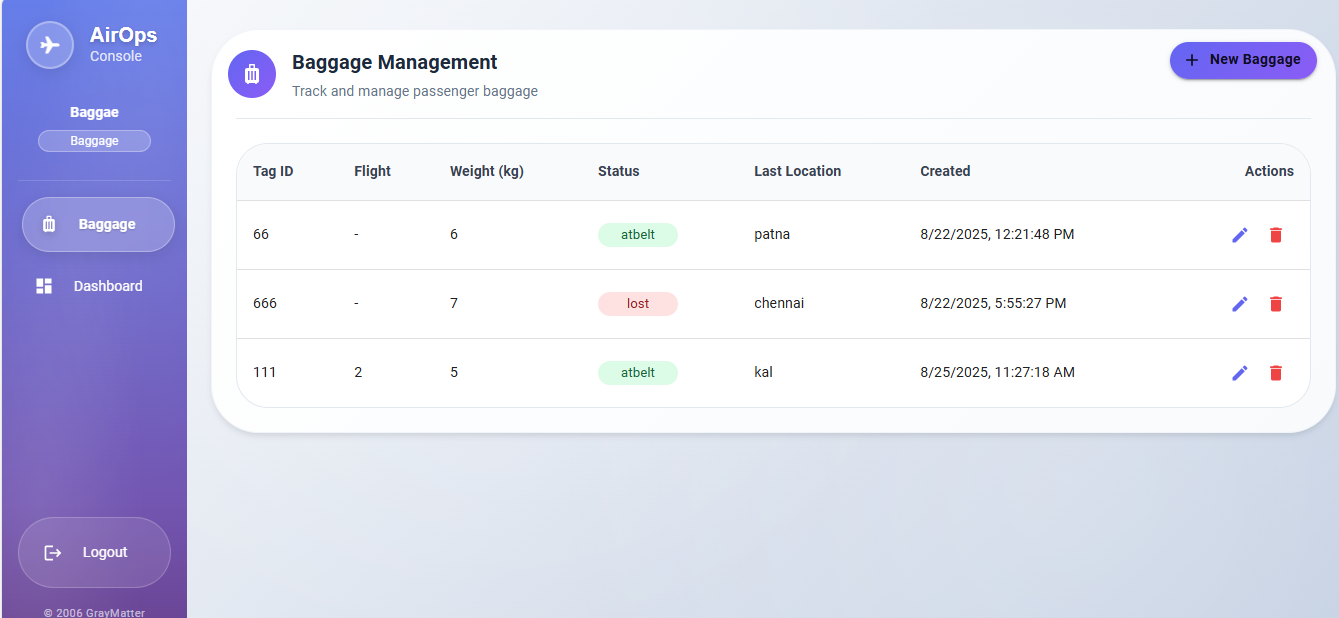 AirOps
Console
Baggae
Baggage
Baggage
Dashboard
Logout
© 2006 GrayMatter
Baggage Management
Track and manage passenger baggage
+ New Baggage
Tag ID Flight Weight (kg) Status Last Location Created Actions
66 - 6 atbelt patna 8/22/2025, 12:21:48 PM
666 - 7 lost chennai 8/22/2025, 5:55:27 PM
111 2 5 atbelt kal 8/25/2025, 11:27:18 AM